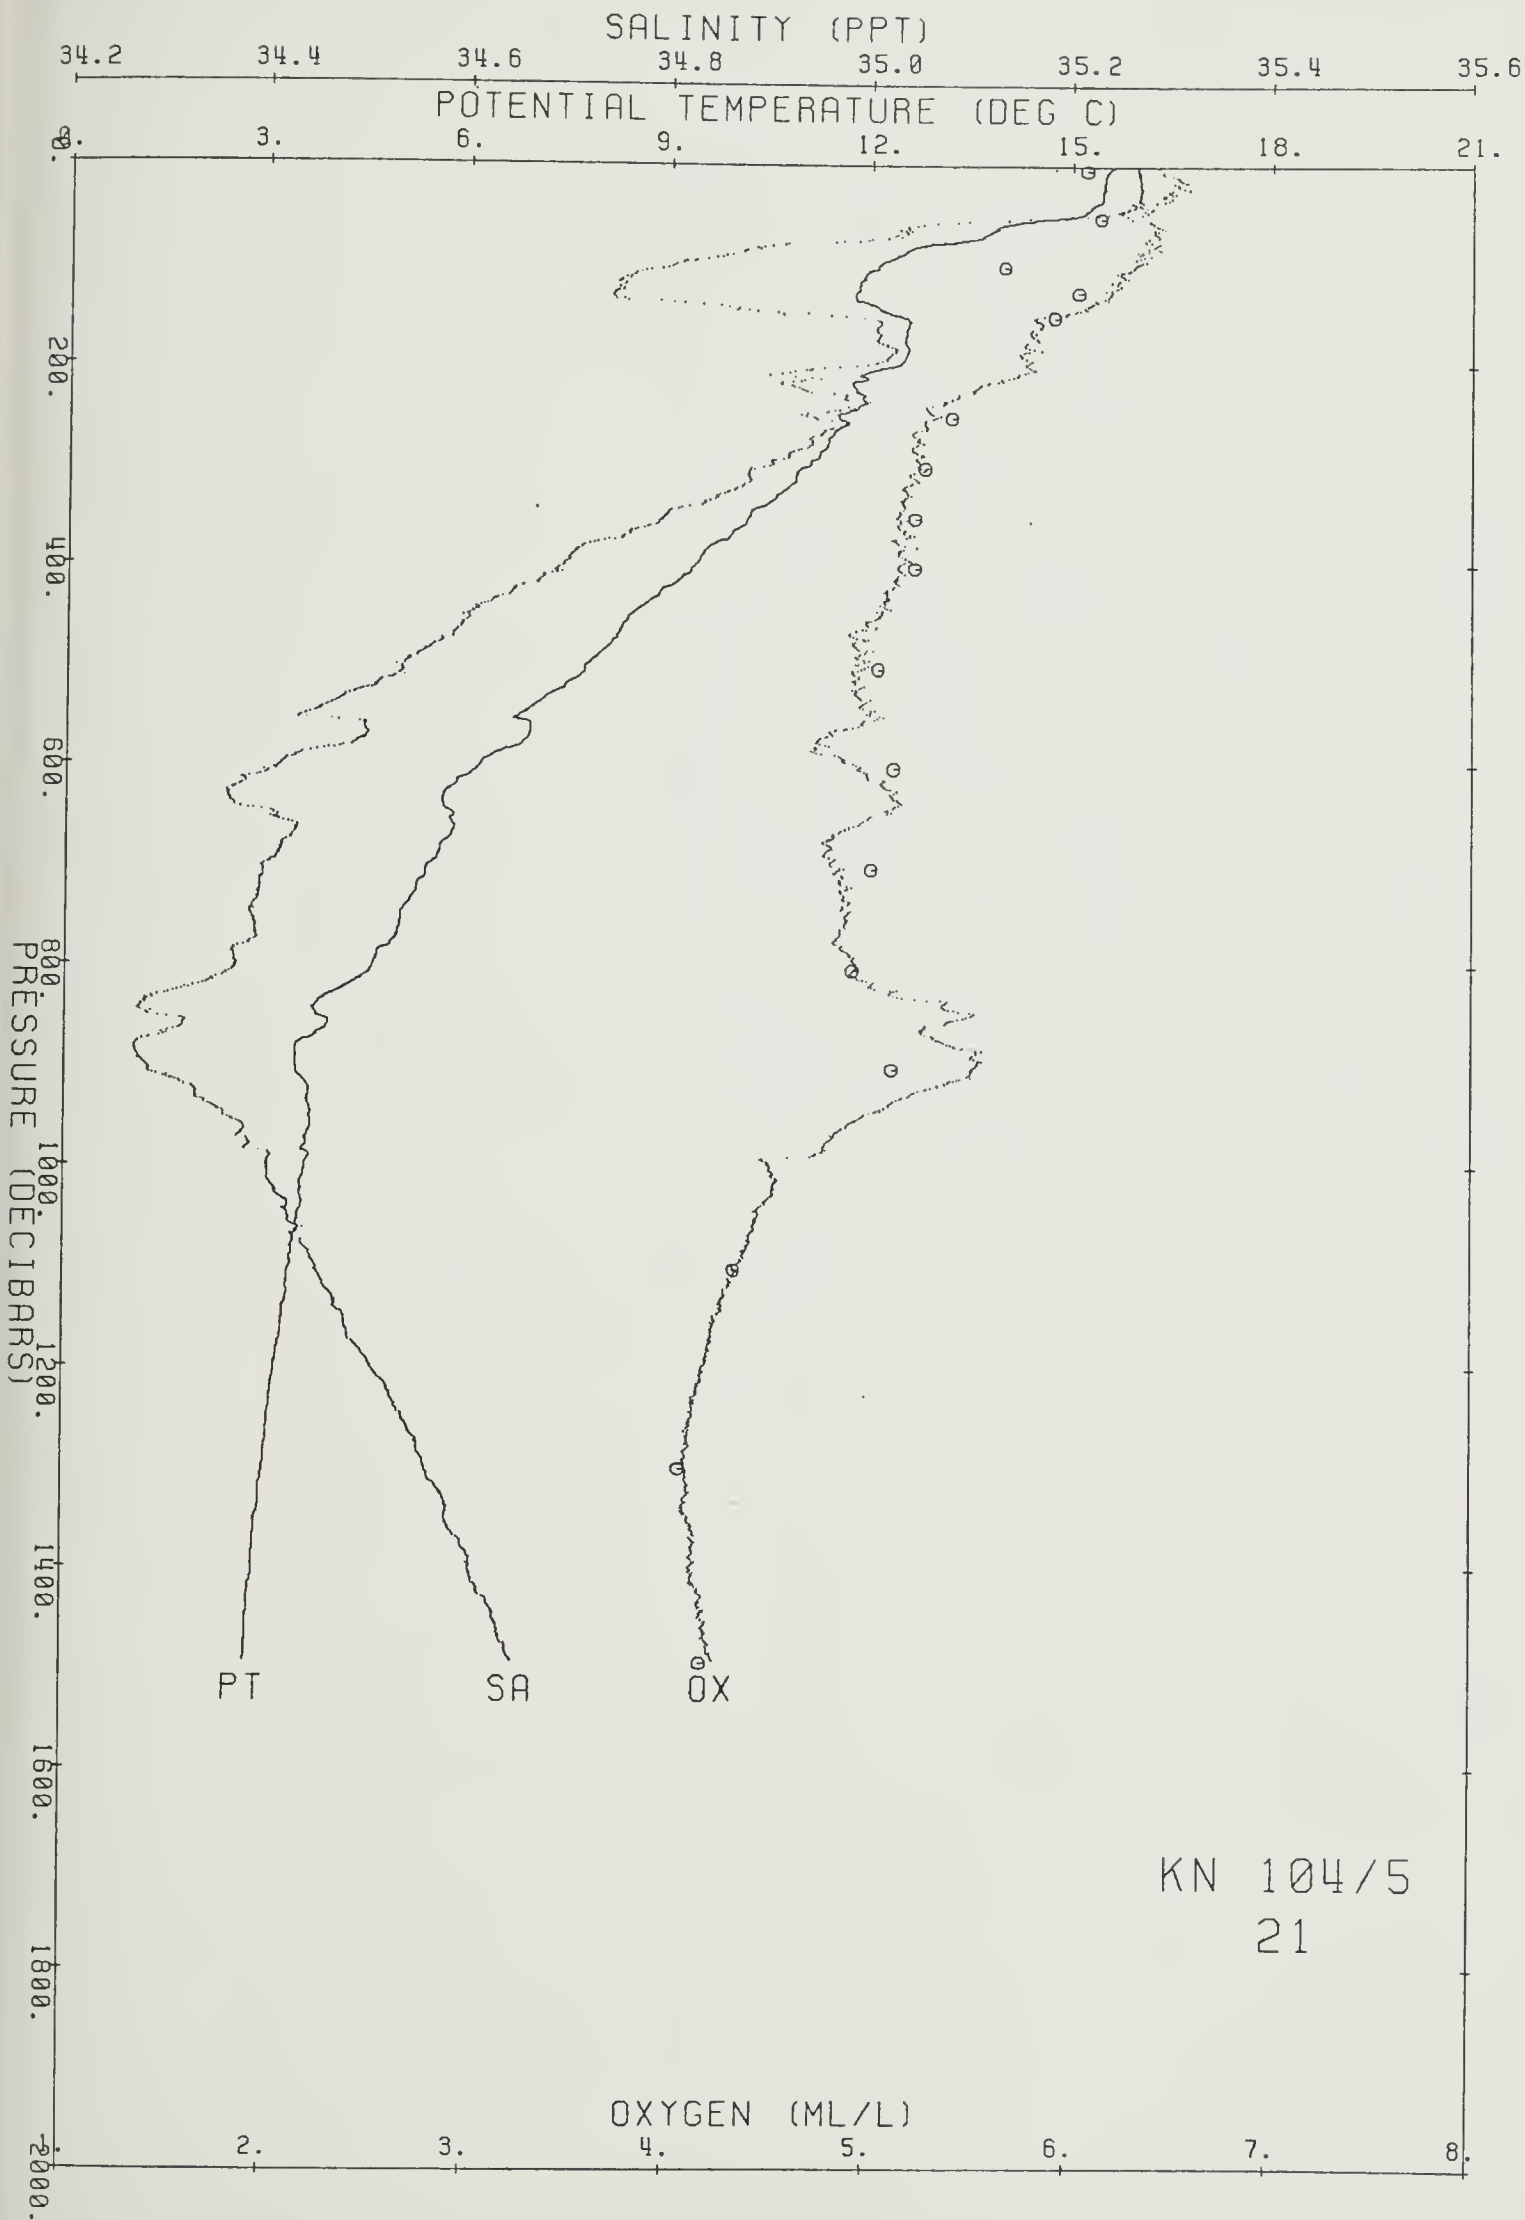 SALINITY (PPT)
34.2 34.4 34.6 34.8 35.0 35.2 35.4 35.6
POTENTIAL TEMPERATURE (DEG C)
0. 3. 6. 9. 12. 15. 18. 21.
0. 200. 400. 600. 800. 1000. 1200. 1400. 1600. 1800. 2000.
PRESSURE (DECIBARS)
PT SA OX
KN 104/5
21
OXYGEN (ML/L)
1. 2. 3. 4. 5. 6. 7. 8.